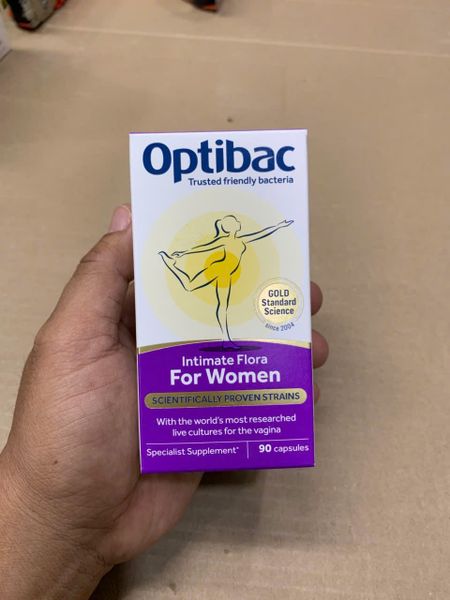 Optibac
Trusted friendly bacteria
GOLD
Standard
Science
since 2004
Intimate Flora
For Women
SCIENTIFICALLY PROVEN STRAINS
With the world's most researched
live cultures for the vagina
Specialist Supplement* 90 capsules